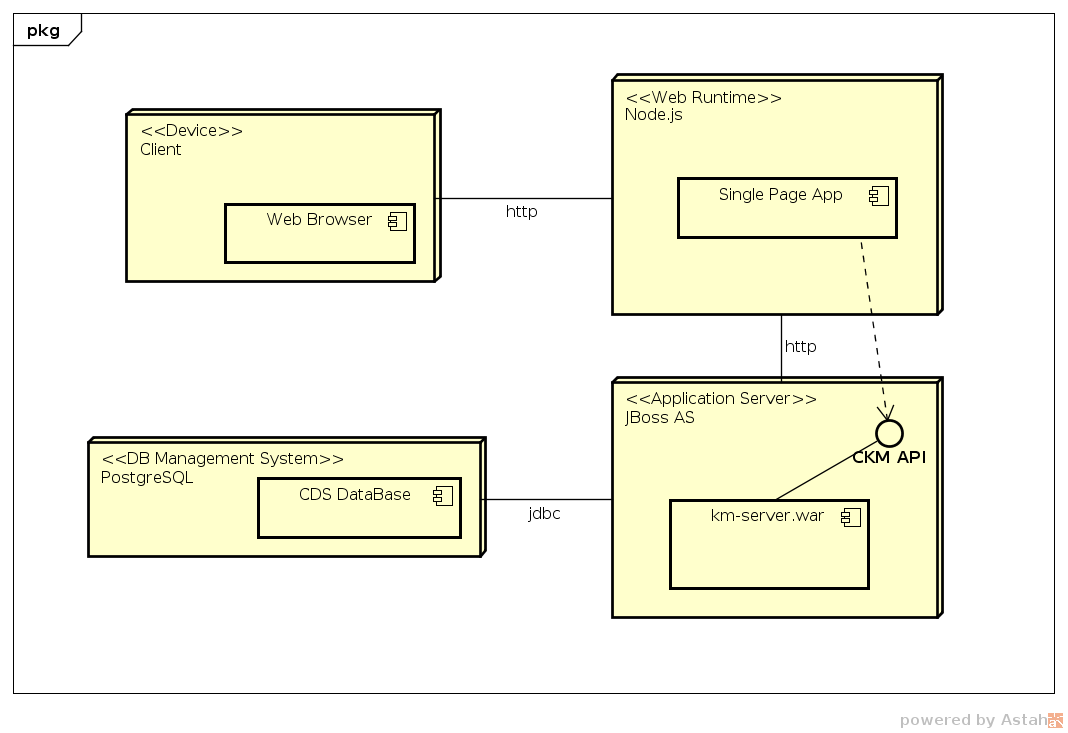 pkg
<<Device>>
Client
Web Browser
http
<<Web Runtime>>
Node.js
Single Page App
http
<<DB Management System>>
PostgreSQL
CDS DataBase
jdbc
<<Application Server>>
JBoss AS
CKM API
km-server.war
powered by Astah